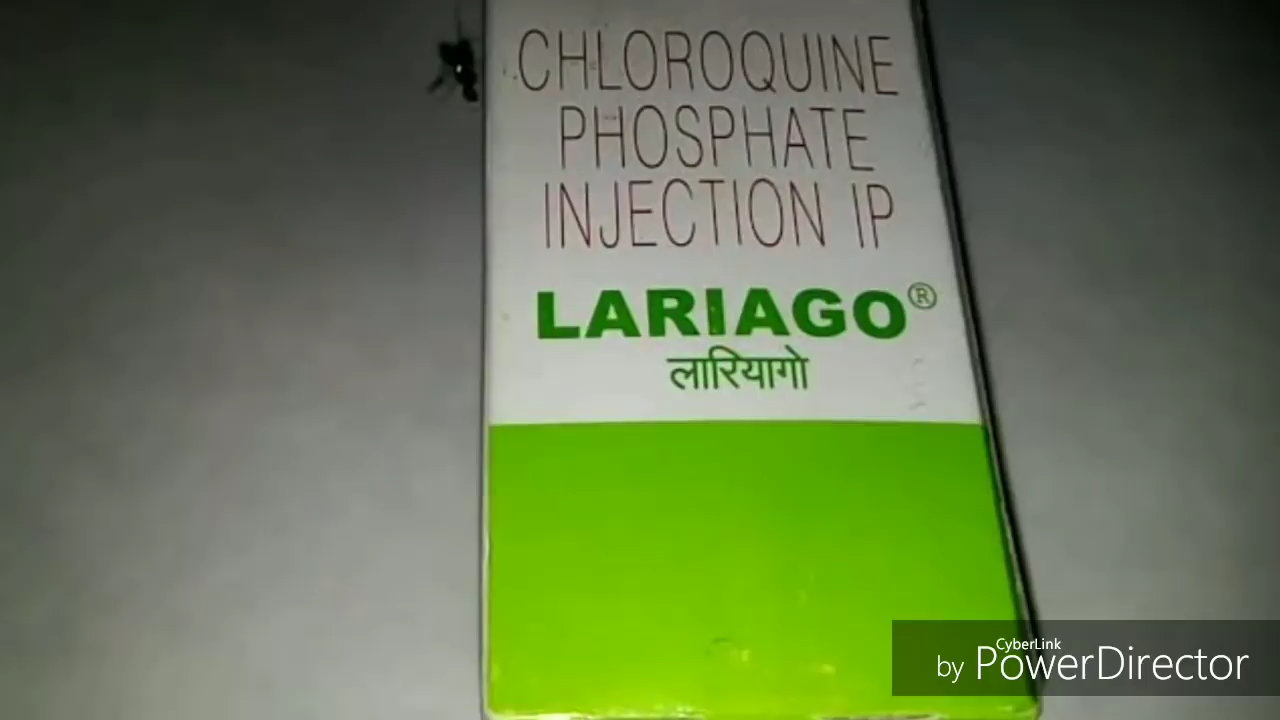 CHLOROQUINE
PHOSPHATE
INJECTION IP
LARIAGO®
लारियागो
CyberLink
by PowerDirector